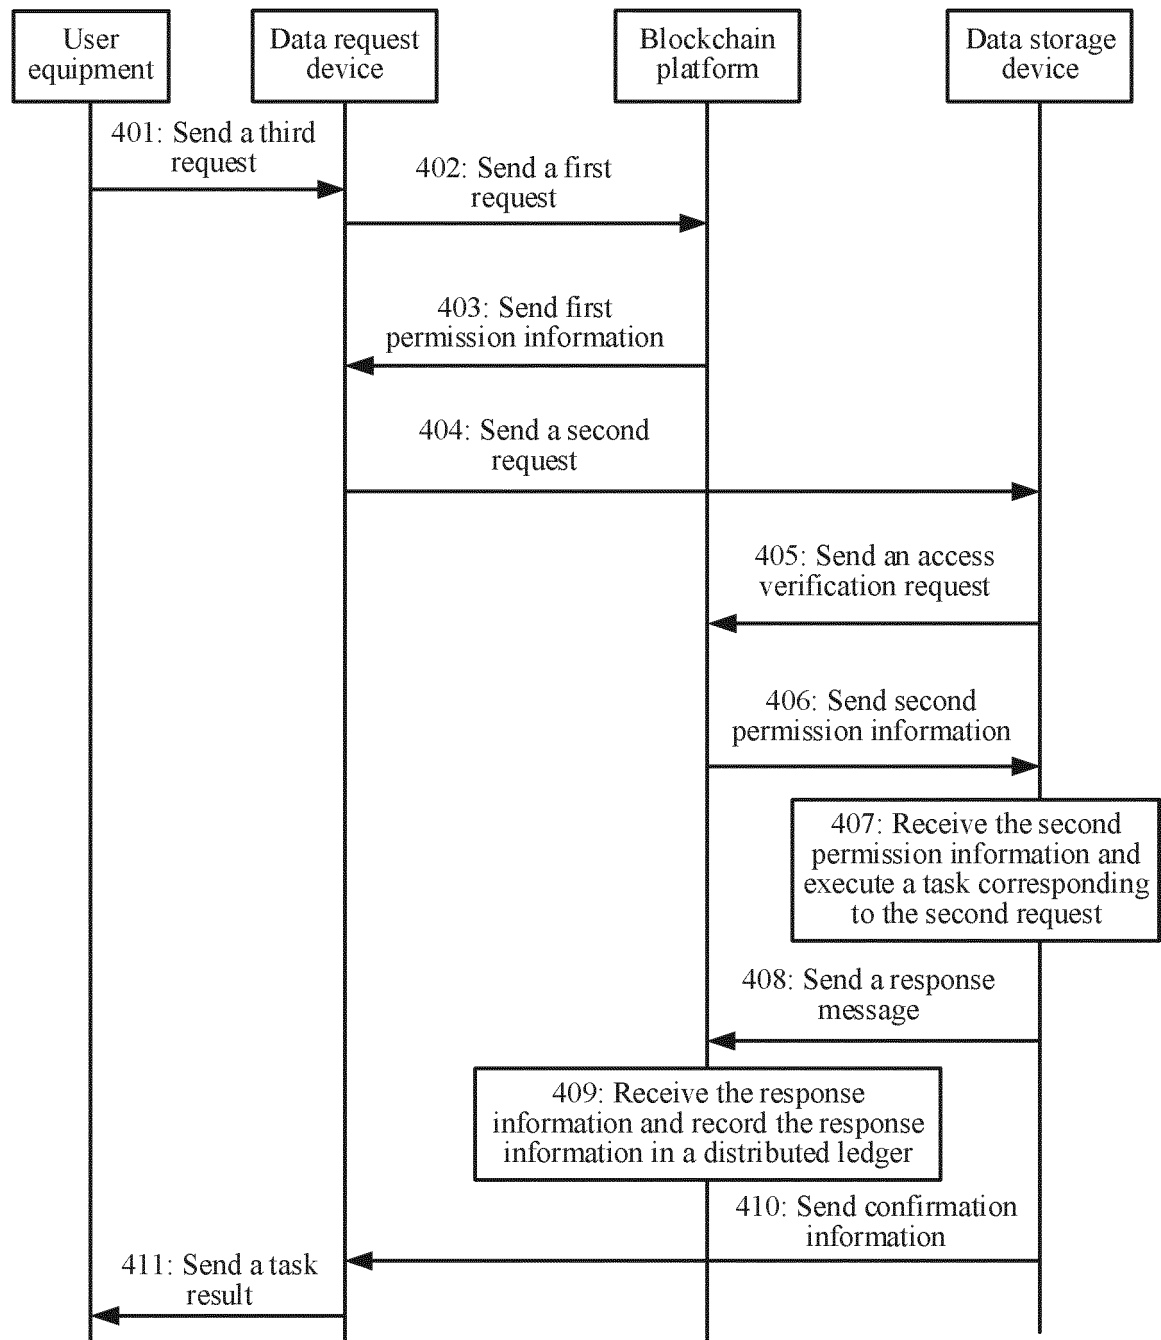 User
equipment
Data request
device
Blockchain
platform
Data storage
device
401: Send a third
request
402: Send a first
request
403: Send first
permission information
404: Send a second
request
405: Send an access
verification request
406: Send second
permission information
407: Receive the second
permission information and
execute a task corresponding
to the second request
408: Send a response
message
409: Receive the response
information and record the response
information in a distributed ledger
410: Send confirmation
information
411: Send a task
result